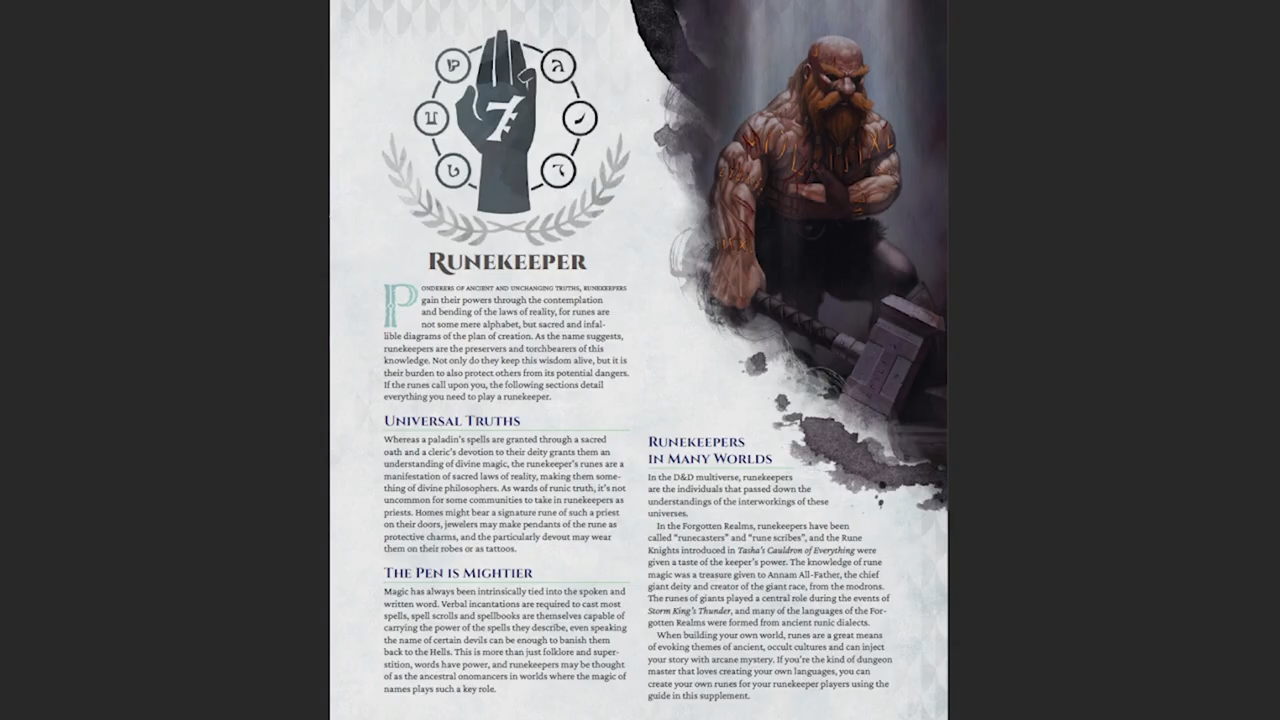 RUNEKEEPER
PONDERERS OF ANCIENT AND UNCHANGING TRUTHS, RUNEKEEPERS
gain their powers through the contemplation
and bending of the laws of reality, for runes are
not some mere alphabet, but sacred and infal-
lible diagrams of the plan of creation. As the name suggests,
runekeepers are the preservers and torchbearers of this
knowledge. Not only do they keep this wisdom alive, but it is
their burden to also protect others from its potential dangers.
If the runes call upon you, the following sections detail
everything you need to play a runekeeper.
UNIVERSAL TRUTHS
Whereas a paladin's spells are granted through a sacred
oath and a cleric's devotion to their deity grants them an
understanding of divine magic, the runekeeper's runes are a
manifestation of sacred laws of reality, making them some-
thing of divine philosophers. As wards of runic truth, it's not
uncommon for some communities to take in runekeepers as
priests. Homes might bear a signature rune of such a priest
on their doors, jewelers may make pendants of the rune as
protective charms, and the particularly devout may wear
them on their robes or as tattoos.
THE PEN IS MIGHTIER
Magic has always been intrinsically tied into the spoken and
written word. Verbal incantations are required to cast most
spells, spell scrolls and spellbooks are themselves capable of
carrying the power of the spells they describe, even speaking
the name of certain devils can be enough to banish them
back to the Hells. This is more than just folklore and super-
stition, words have power, and runekeepers may be thought
of as the ancestral onomancers in worlds where the magic of
names plays such a key role.
RUNEKEEPERS
IN MANY WORLDS
In the D&D multiverse, runekeepers
are the individuals that passed down the
understandings of the interworkings of these
universes.
In the Forgotten Realms, runekeepers have been
called “runecasters” and “rune scribes”, and the Rune
Knights introduced in Tasha's Cauldron of Everything were
given a taste of the keeper's power. The knowledge of rune
magic was a treasure given to Annam All-Father, the chief
giant deity and creator of the giant race, from the modrons.
The runes of giants played a central role during the events of
Storm King's Thunder, and many of the languages of the For-
gotten Realms were formed from ancient runic dialects.
When building your own world, runes are a great means
of evoking themes of ancient, occult cultures and can inject
your story with arcane mystery. If you're the kind of dungeon
master that loves creating your own languages, you can
create your own runes for your runekeeper players using the
guide in this supplement.